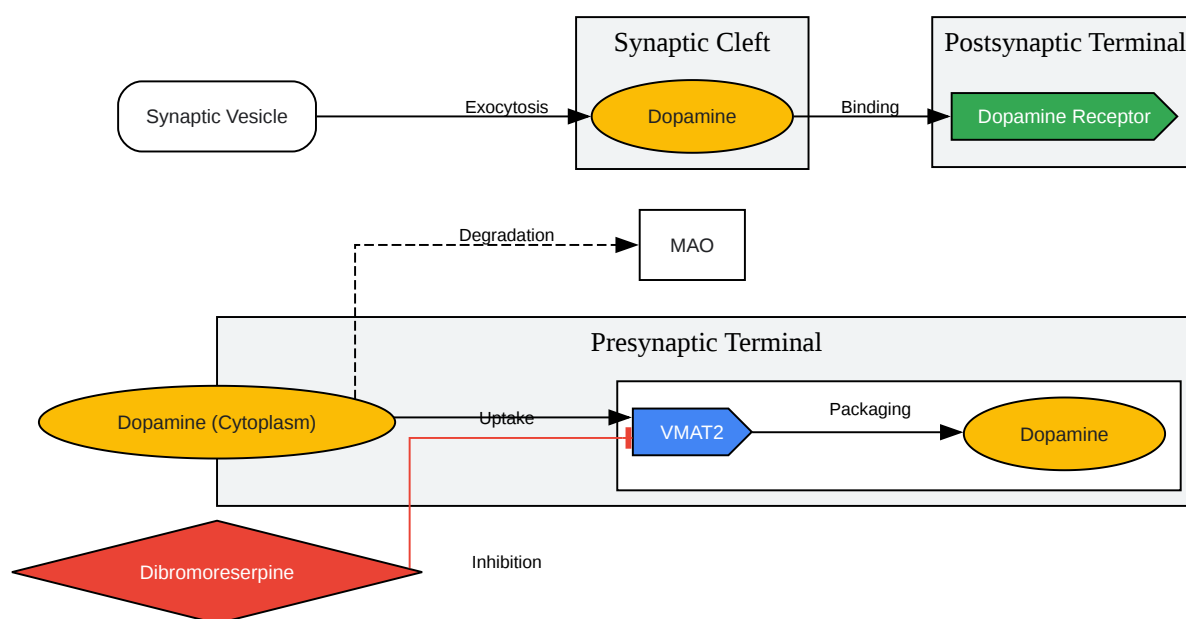 Synaptic Cleft
Postsynaptic Terminal
Synaptic Vesicle
Exocytosis
Dopamine
Binding
Dopamine Receptor
Degradation
MAO
Presynaptic Terminal
Dopamine (Cytoplasm)
Uptake
VMAT2
Packaging
Dopamine
Dibromoreserpine
Inhibition